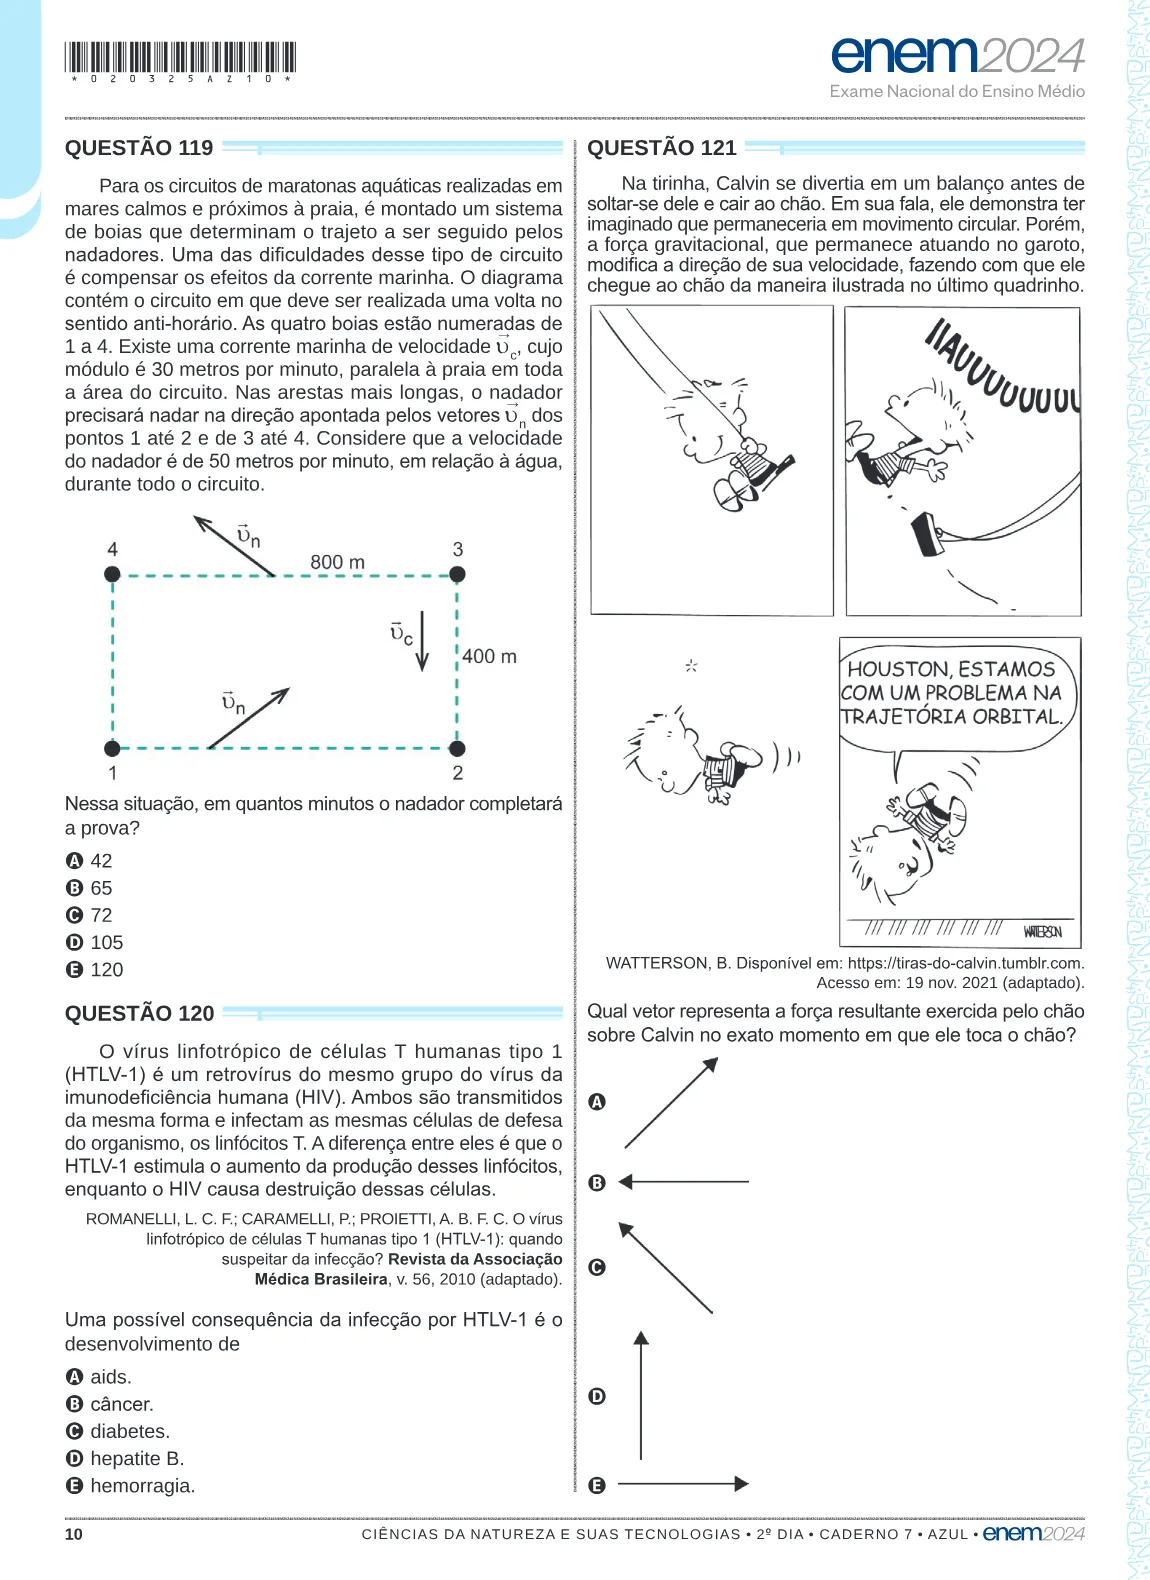 *020325AZ10*
enem2024
Exame Nacional do Ensino Médio
QUESTÃO 119
Para os circuitos de maratonas aquáticas realizadas em
mares calmos e próximos à praia, é montado um sistema
de boias que determinam o trajeto a ser seguido pelos
nadadores. Uma das dificuldades desse tipo de circuito
é compensar os efeitos da corrente marinha. O diagrama
contém o circuito em que deve ser realizada uma volta no
sentido anti-horário. As quatro boias estão numeradas de
1 a 4. Existe uma corrente marinha de velocidade υ⃗c, cujo
módulo é 30 metros por minuto, paralela à praia em toda
a área do circuito. Nas arestas mais longas, o nadador
precisará nadar na direção apontada pelos vetores υ⃗n dos
pontos 1 até 2 e de 3 até 4. Considere que a velocidade
do nadador é de 50 metros por minuto, em relação à água,
durante todo o circuito.
υ⃗n
4
800 m
3
υ⃗c
400 m
υ⃗n
1
2
Nessa situação, em quantos minutos o nadador completará
a prova?
A 42
B 65
C 72
D 105
E 120
QUESTÃO 120
O vírus linfotrópico de células T humanas tipo 1
(HTLV-1) é um retrovírus do mesmo grupo do vírus da
imunodeficiência humana (HIV). Ambos são transmitidos
da mesma forma e infectam as mesmas células de defesa
do organismo, os linfócitos T. A diferença entre eles é que o
HTLV-1 estimula o aumento da produção desses linfócitos,
enquanto o HIV causa destruição dessas células.
ROMANELLI, L. C. F.; CARAMELLI, P.; PROIETTI, A. B. F. C. O vírus
linfotrópico de células T humanas tipo 1 (HTLV-1): quando
suspeitar da infecção? Revista da Associação
Médica Brasileira, v. 56, 2010 (adaptado).
Uma possível consequência da infecção por HTLV-1 é o
desenvolvimento de
A aids.
B câncer.
C diabetes.
D hepatite B.
E hemorragia.
QUESTÃO 121
Na tirinha, Calvin se divertia em um balanço antes de
soltar-se dele e cair ao chão. Em sua fala, ele demonstra ter
imaginado que permaneceria em movimento circular. Porém,
a força gravitacional, que permanece atuando no garoto,
modifica a direção de sua velocidade, fazendo com que ele
chegue ao chão da maneira ilustrada no último quadrinho.
IIAUUUUUUUU
HOUSTON, ESTAMOS
COM UM PROBLEMA NA
TRAJETÓRIA ORBITAL.
WATTERSON
WATTERSON, B. Disponível em: https://tiras-do-calvin.tumblr.com.
Acesso em: 19 nov. 2021 (adaptado).
Qual vetor representa a força resultante exercida pelo chão
sobre Calvin no exato momento em que ele toca o chão?
A
B
C
D
E
10
CIÊNCIAS DA NATUREZA E SUAS TECNOLOGIAS • 2º DIA • CADERNO 7 • AZUL • enem2024